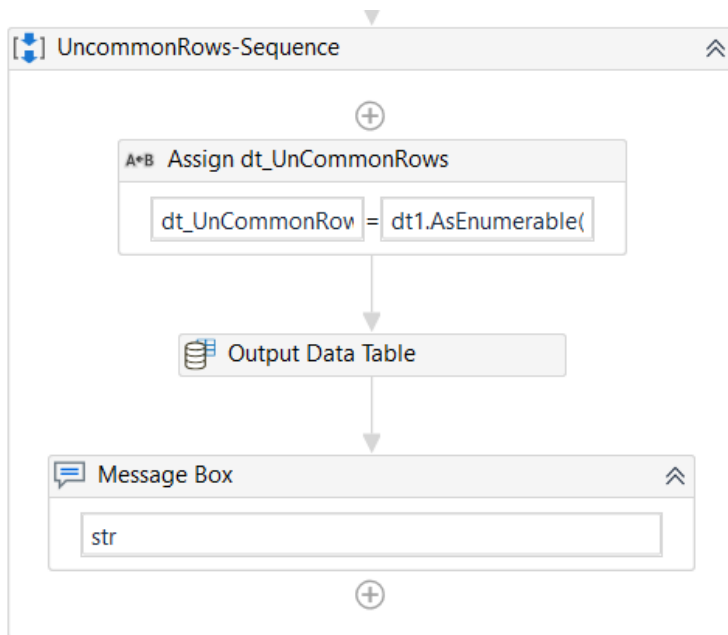 UncommonRows-Sequence
A←B Assign dt_UnCommonRows
dt_UnCommonRow = dt1.AsEnumerable(
Output Data Table
Message Box
str